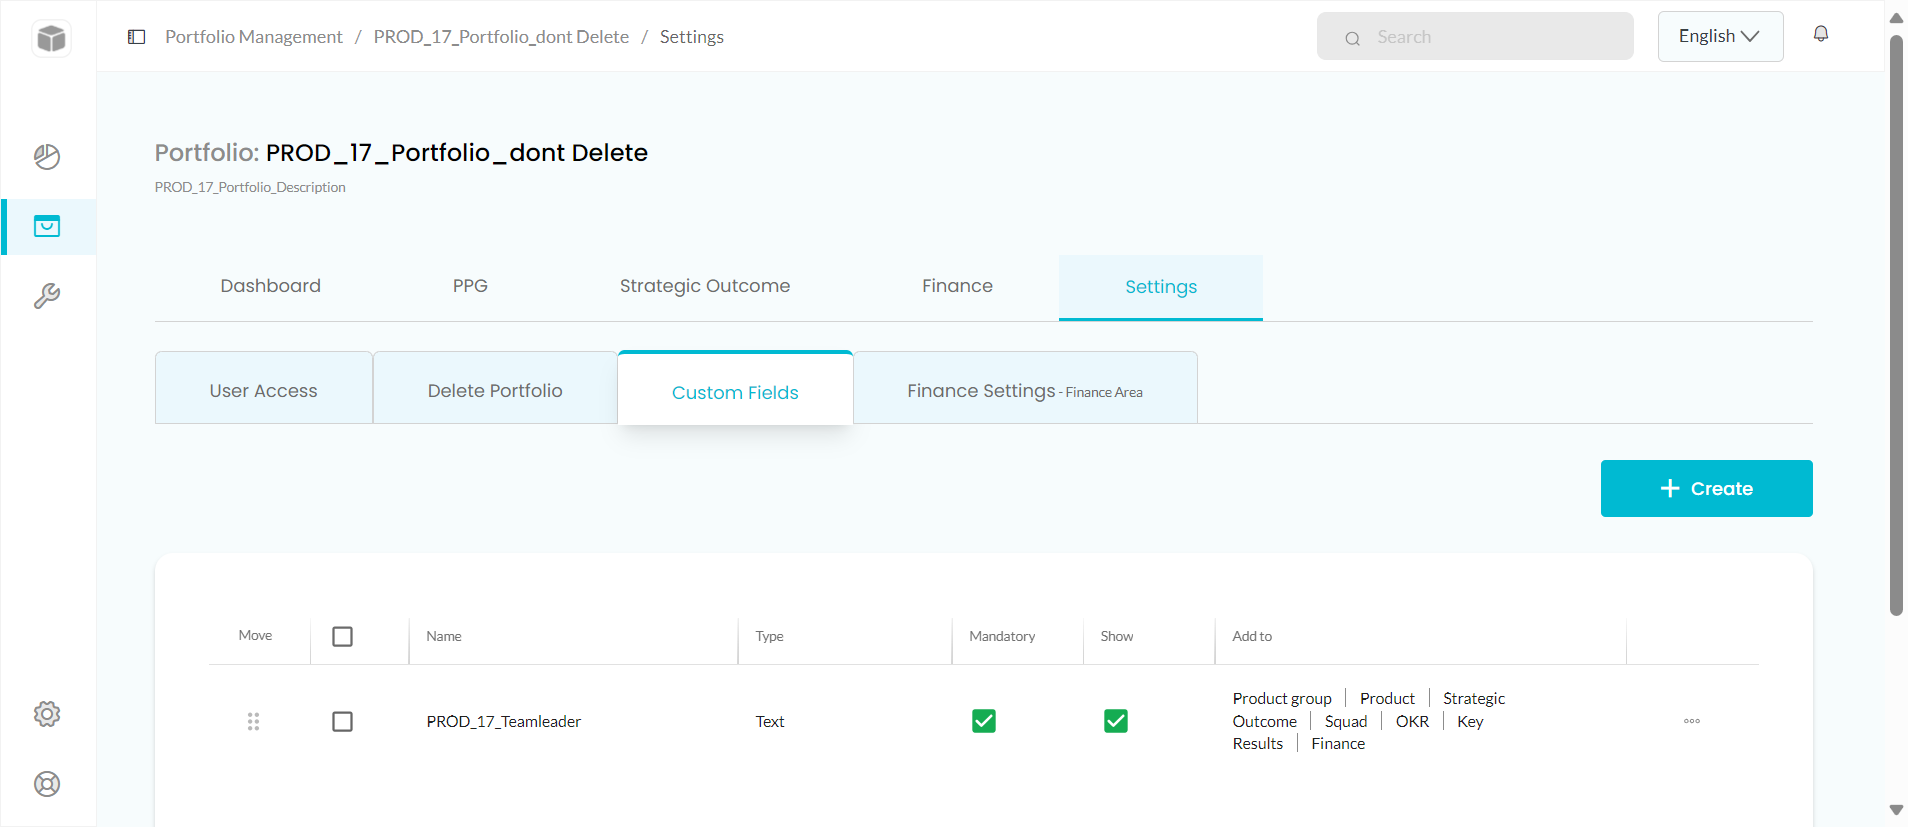 Portfolio Management / PROD_17_Portfolio_dont Delete / Settings
Search
English
Portfolio: PROD_17_Portfolio_dont Delete
PROD_17_Portfolio_Description
Dashboard PPG Strategic Outcome Finance Settings
User Access Delete Portfolio Custom Fields Finance Settings - Finance Area
+ Create
Move Name Type Mandatory Show Add to
PROD_17_Teamleader Text
Product group | Product | Strategic
Outcome | Squad | OKR | Key
Results | Finance